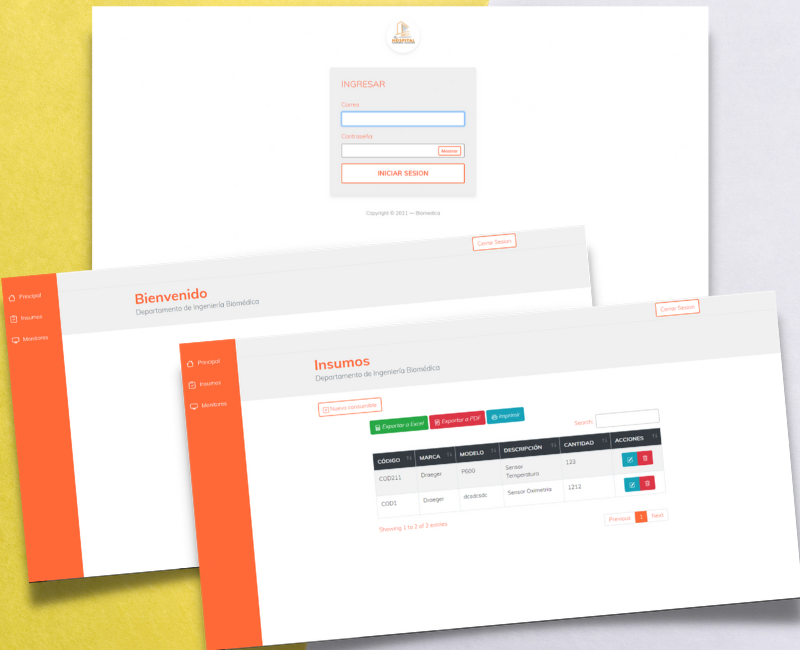 HOSPITAL
INGRESAR
Correo
Contraseña
Mostrar
INICIAR SESION
Copyright © 2021 — Biomedica
Cerrar Sesion
Principal
Insumos
Monitores
Bienvenido
Departamento de Ingeniería Biomédica
Cerrar Sesion
Principal
Insumos
Monitores
Insumos
Departamento de Ingeniería Biomédica
Nuevo consumible
Exportar a Excel Exportar a PDF Imprimir
Search:
CÓDIGO MARCA MODELO DESCRIPCIÓN CANTIDAD ACCIONES
COD211 Draeger P600 Sensor Temperatura 123
COD1 Draeger dcsdcsdc Sensor Oximetria 1212
Showing 1 to 2 of 2 entries
Previous 1 Next